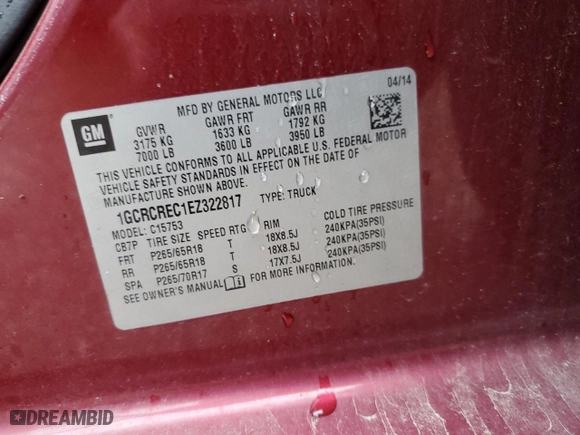 MFD BY GENERAL MOTORS LLC
04/14
GM
GVWR GAWR FRT GAWR RR
3175 KG 1633 KG 1792 KG
7000 LB 3600 LB 3950 LB
THIS VEHICLE CONFORMS TO ALL APPLICABLE U.S. FEDERAL MOTOR
VEHICLE SAFETY STANDARDS IN EFFECT ON THE DATE OF
MANUFACTURE SHOWN ABOVE.
1GCRCREC1EZ322817 TYPE: TRUCK
MODEL: C15753
CB7P TIRE SIZE SPEED RTG RIM COLD TIRE PRESSURE
FRT P265/65R18 T 18X8.5J 240KPA(35PSI)
RR P265/65R18 T 18X8.5J 240KPA(35PSI)
SPA P265/70R17 S 17X7.5J 240KPA(35PSI)
SEE OWNER'S MANUAL FOR MORE INFORMATION.
DREAMBID